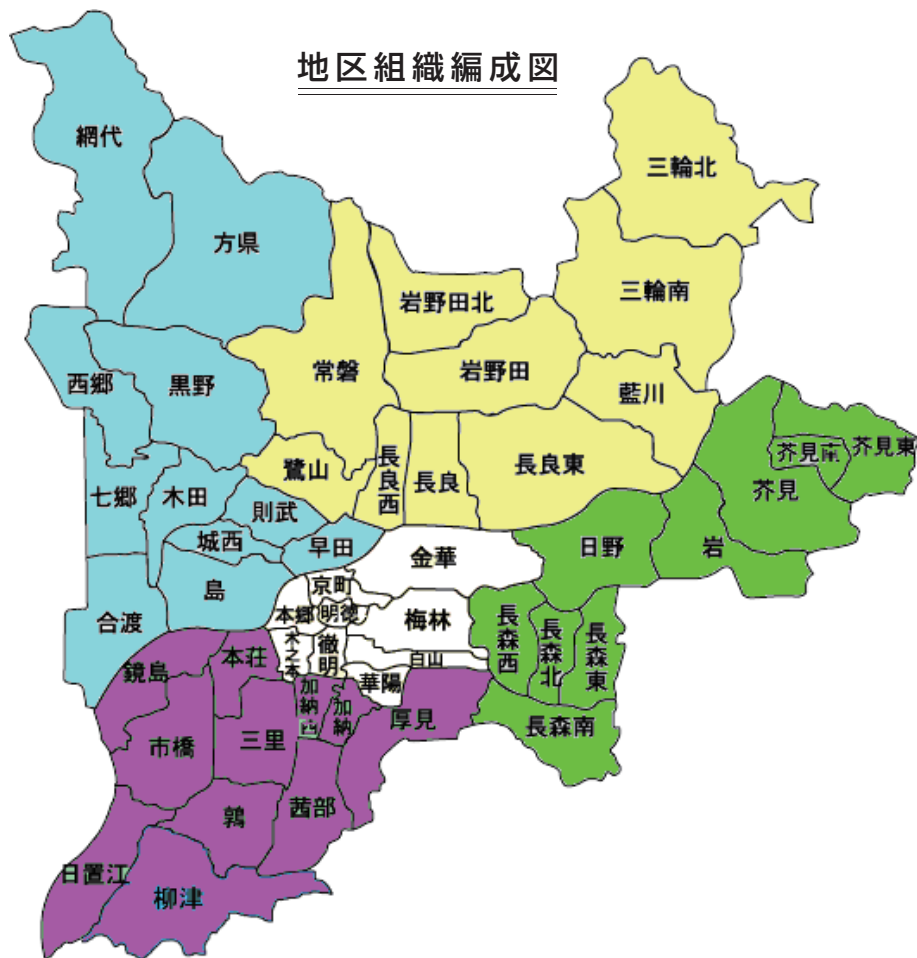 地区組織編成図
網代
三輪北
方県
三輪南
岩野田北
常磐
岩野田
西郷
黒野
藍川
芥見南
芥見東
長良西
長良
長良東
鷺山
芥見
七郷
木田
則武
城西
早田
金華
日野
岩
島
京町
本郷
明徳
梅林
合渡
木之本
徹明
白山
長森西
長森北
長森東
鏡島
本荘
華陽
加納西
加納
厚見
長森南
市橋
三里
鶉
茜部
日置江
柳津